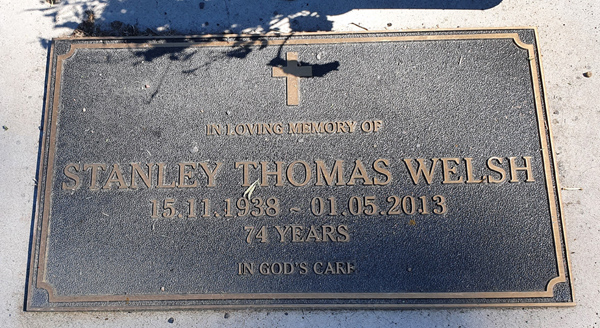 IN LOVING MEMORY OF
STANLEY THOMAS WELSH
15.11.1938 - 01.05.2013
74 YEARS
IN GOD'S CARE